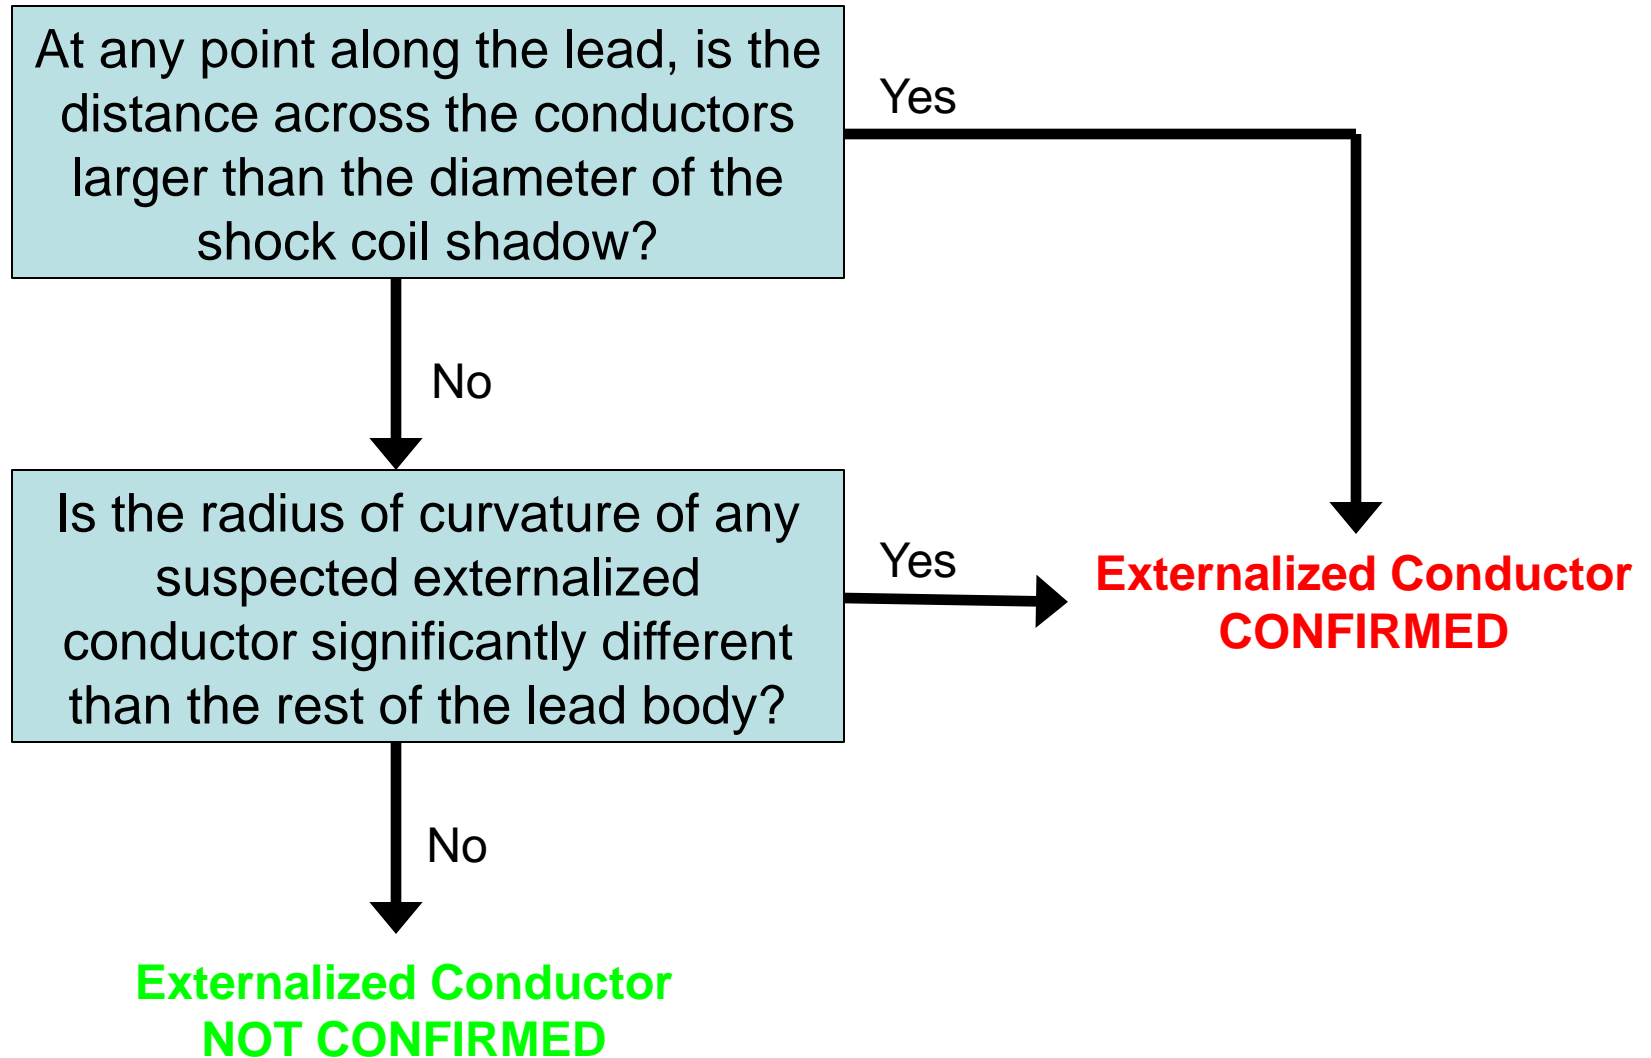 At any point along the lead, is the
distance across the conductors
larger than the diameter of the
shock coil shadow?
Yes
No
Is the radius of curvature of any
suspected externalized
conductor significantly different
than the rest of the lead body?
Yes
Externalized Conductor
CONFIRMED
No
Externalized Conductor
NOT CONFIRMED